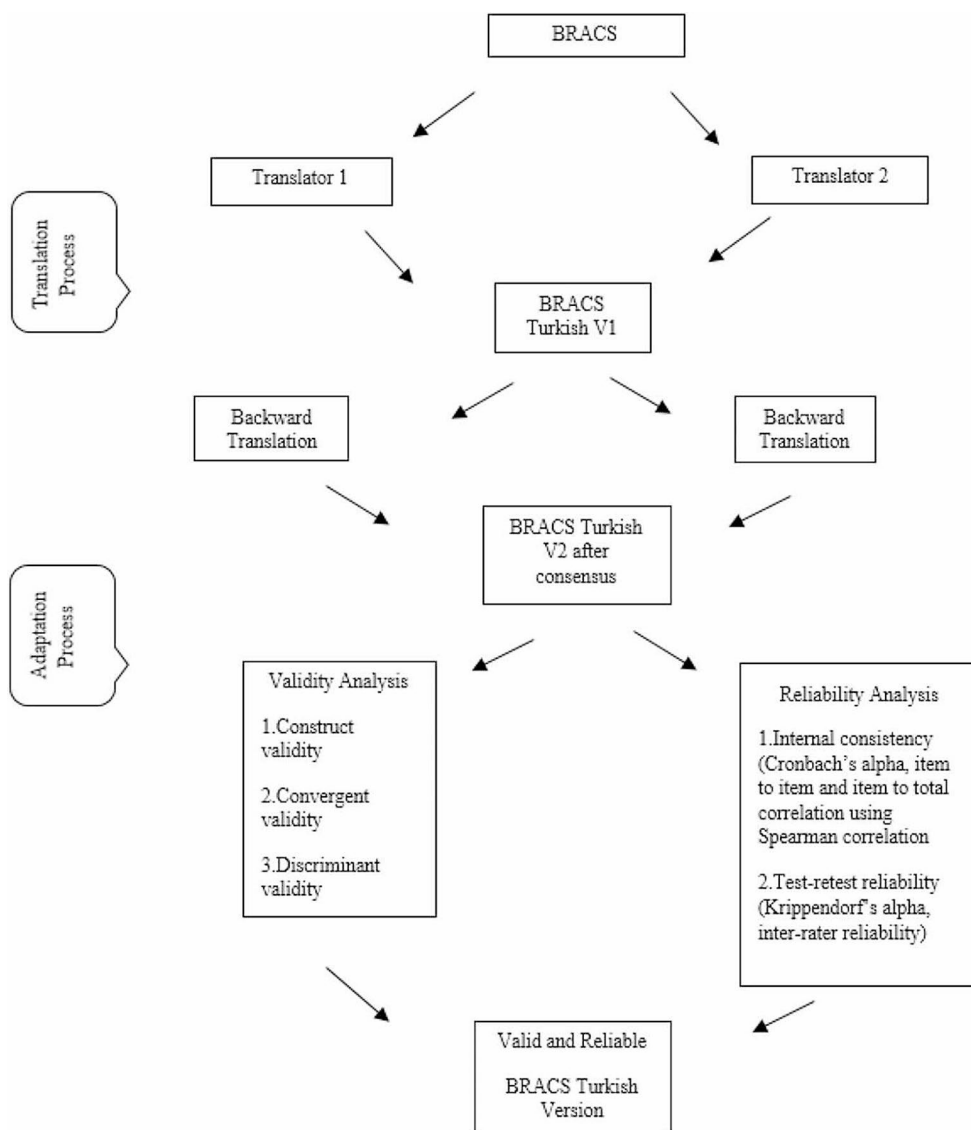 BRACS
Translator 1
Translator 2
Translation
Process
BRACS
Turkish V1
Backward
Translation
Backward
Translation
BRACS Turkish
V2 after
consensus
Adaptation
Process
Validity Analysis
1.Construct
validity
2.Convergent
validity
3.Discriminant
validity
Reliability Analysis
1.Internal consistency
(Cronbach's alpha, item
to item and item to total
correlation using
Spearman correlation
2.Test-retest reliability
(Krippendorf's alpha,
inter-rater reliability)
Valid and Reliable
BRACS Turkish
Version